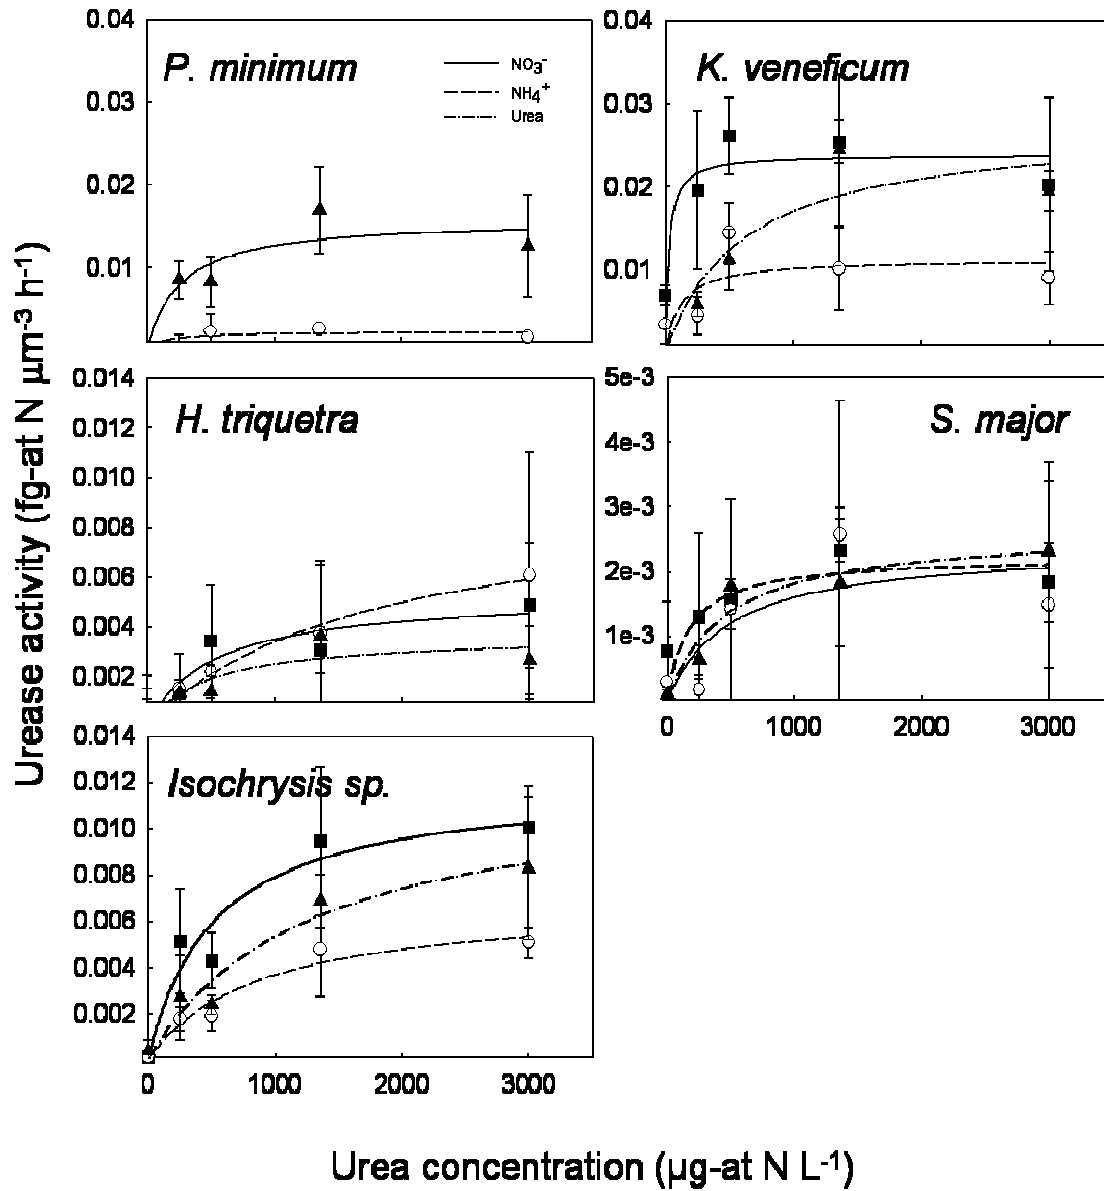 Urease activity (fg-at N µm-3 h-1)
0.04
0.03
0.02
0.01
P. minimum
NO3-
NH4+
Urea
0.04
0.03
0.02
0.01
K. veneficum
0.014
0.012
0.010
0.008
0.006
0.004
0.002
H. triquetra
5e-3
4e-3
3e-3
2e-3
1e-3
S. major
0 1000 2000 3000
0.014
0.012
0.010
0.008
0.006
0.004
0.002
Isochrysis sp.
0 1000 2000 3000
Urea concentration (µg-at N L-1)